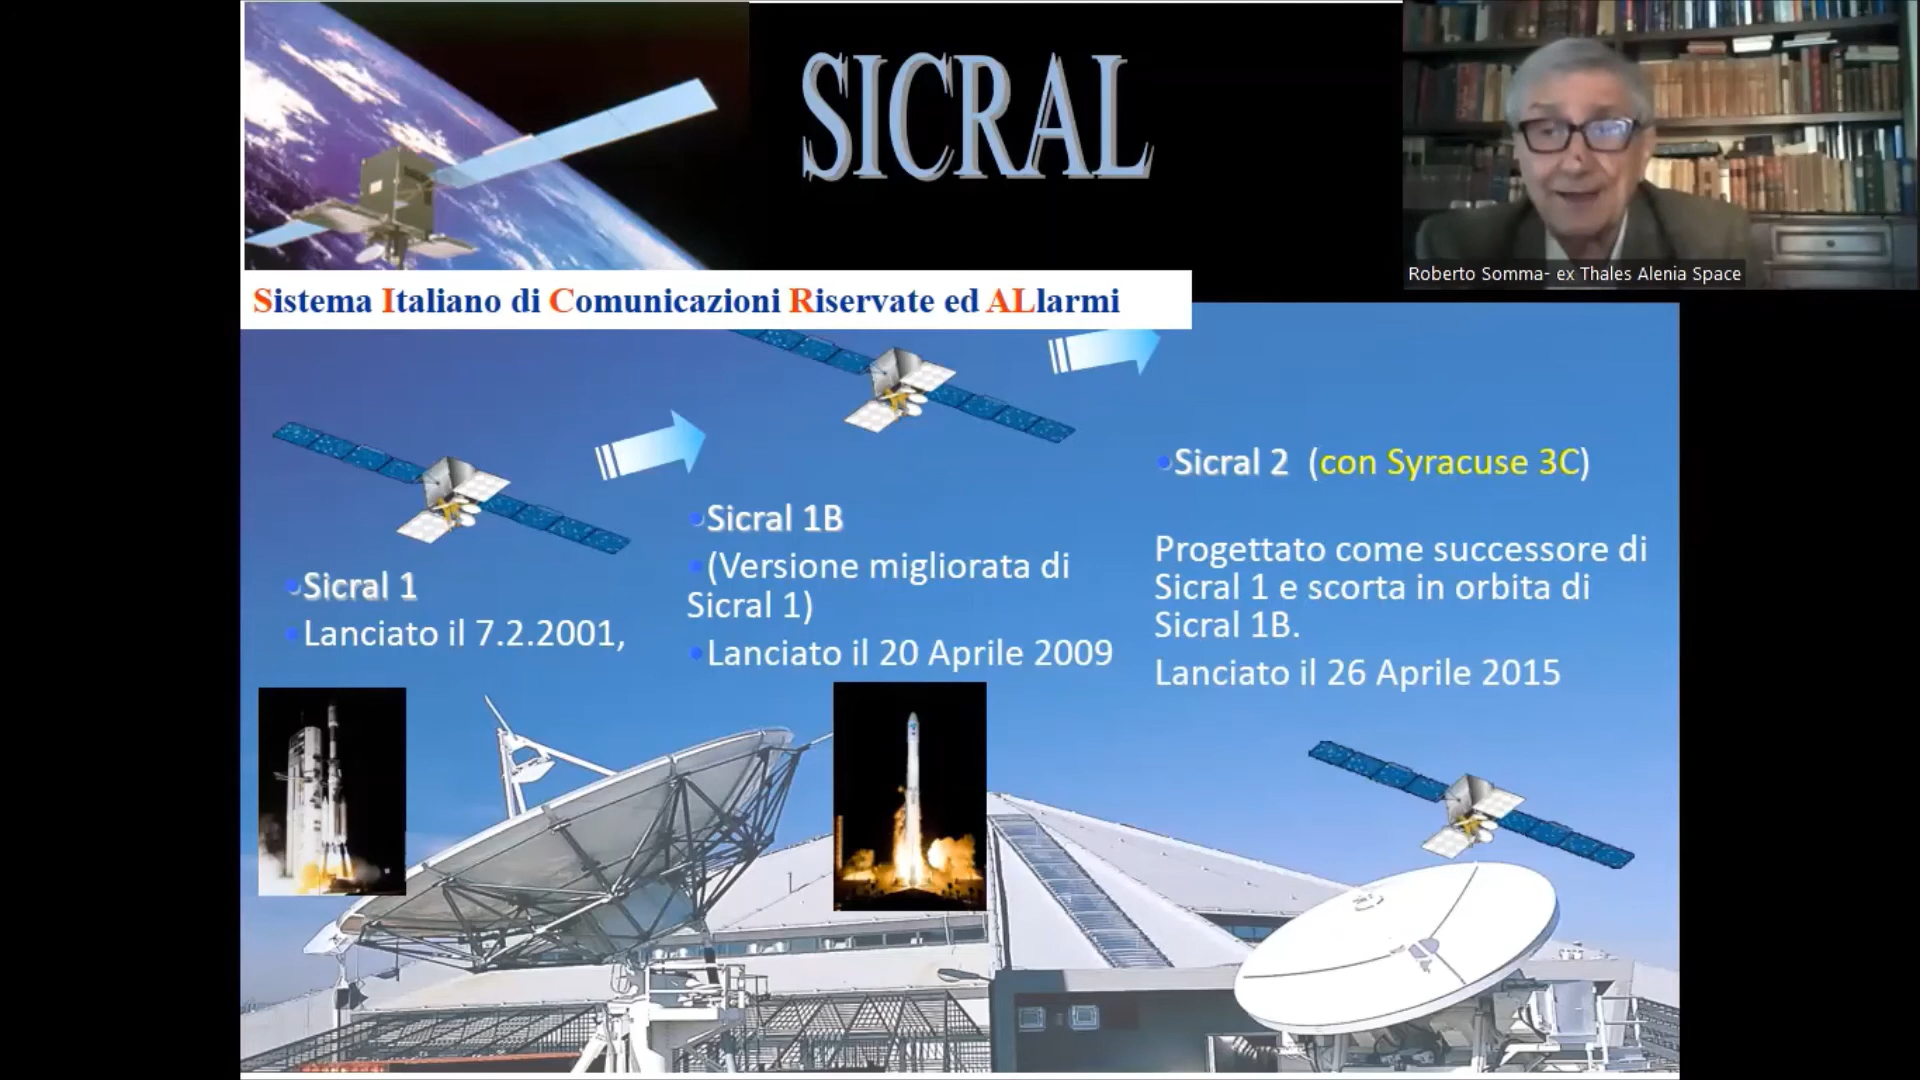 SICRAL
Roberto Somma- ex Thales Alenia Space
Sistema Italiano di Comunicazioni Riservate ed ALlarmi
Sicral 1
Lanciato il 7.2.2001,
Sicral 1B
(Versione migliorata di
Sicral 1)
Lanciato il 20 Aprile 2009
Sicral 2 (con Syracuse 3C)
Progettato come successore di
Sicral 1 e scorta in orbita di
Sicral 1B.
Lanciato il 26 Aprile 2015